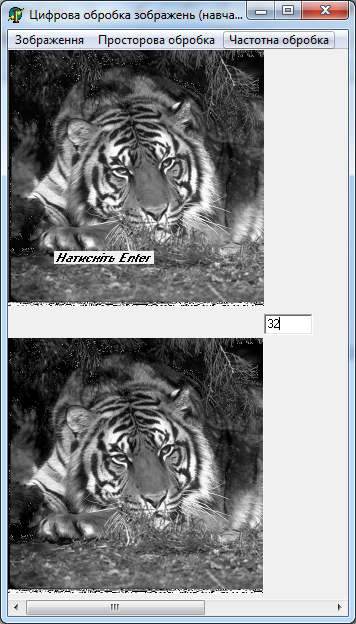 Цифрова обробка зображень (навча...
Зображення Просторова обробка Частотна обробка
Натисніть Enter
32